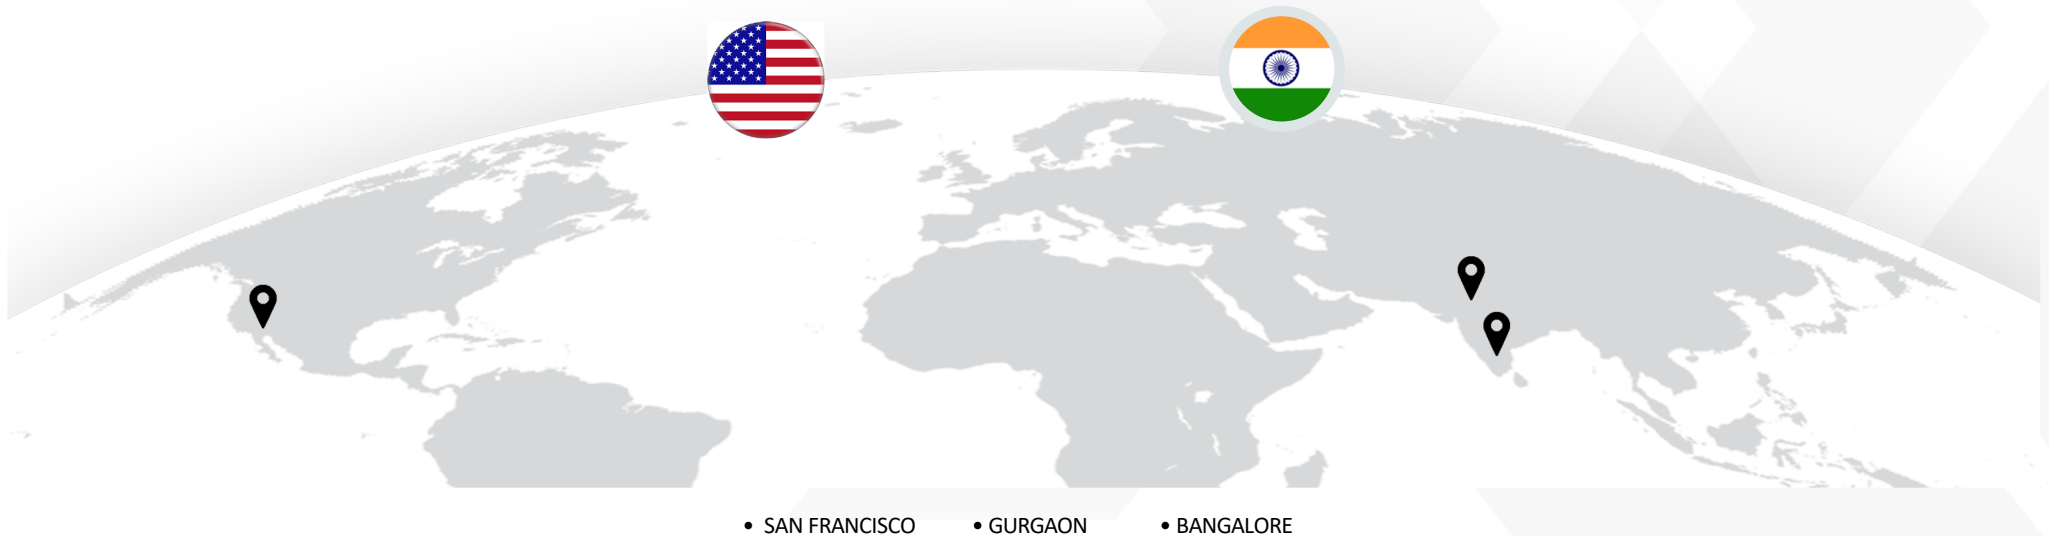 • SAN FRANCISCO • GURGAON • BANGALORE